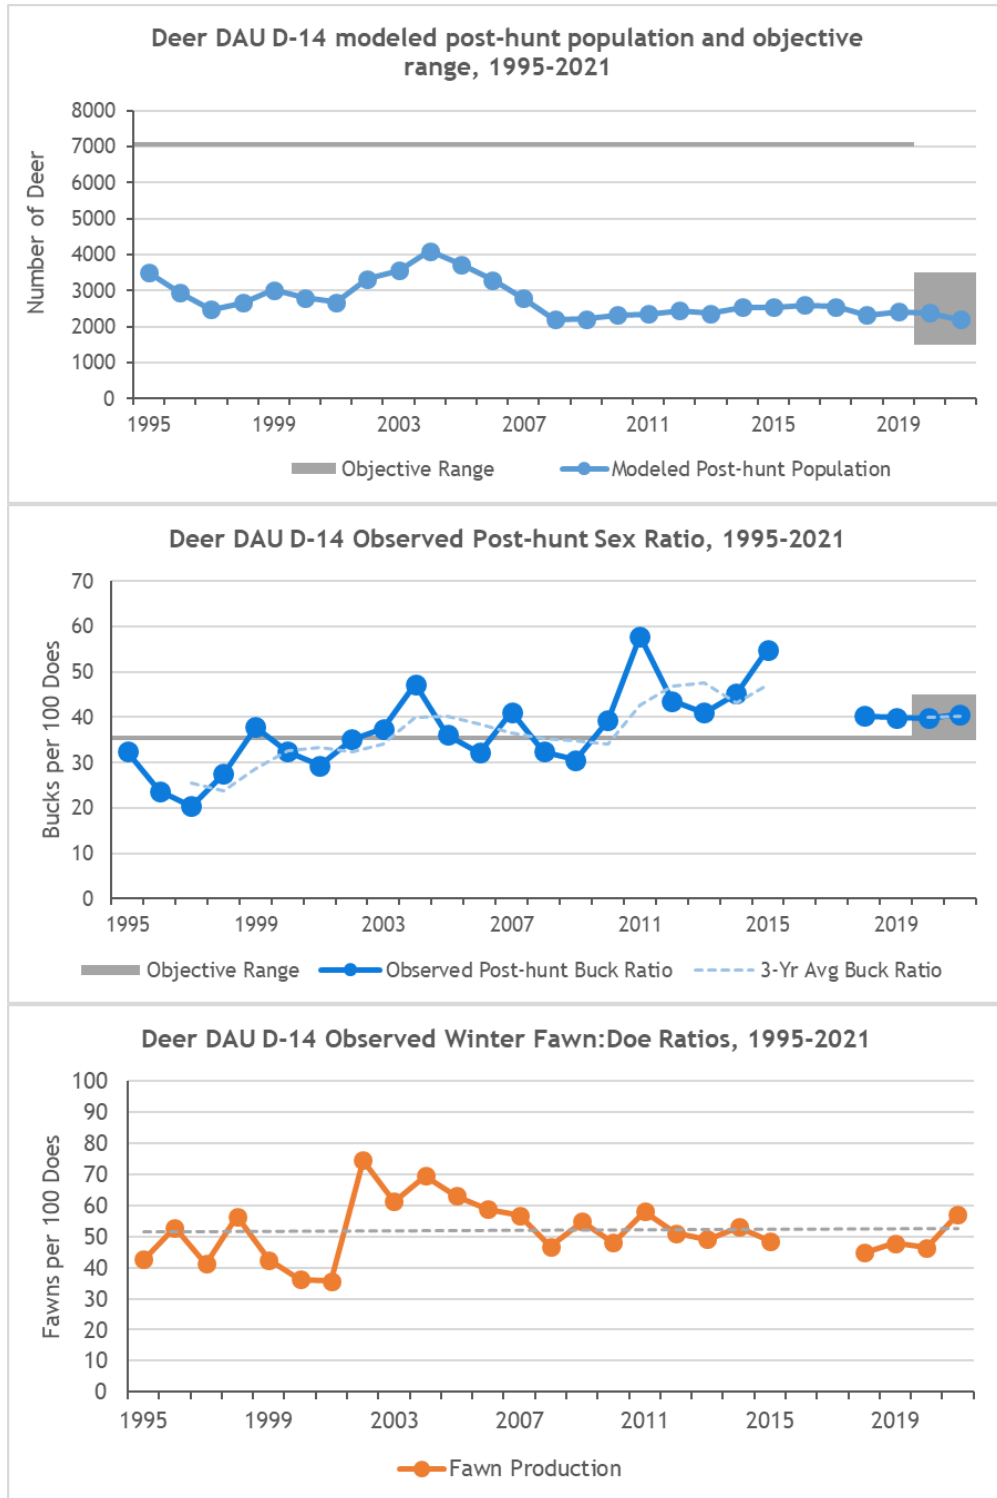 Deer DAU D-14 modeled post-hunt population and objective
range, 1995-2021
Number of Deer
8000
7000
6000
5000
4000
3000
2000
1000
0
1995 1999 2003 2007 2011 2015 2019
Objective Range Modeled Post-hunt Population
Deer DAU D-14 Observed Post-hunt Sex Ratio, 1995-2021
Bucks per 100 Does
70
60
50
40
30
20
10
0
1995 1999 2003 2007 2011 2015 2019
Objective Range Observed Post-hunt Buck Ratio 3-Yr Avg Buck Ratio
Deer DAU D-14 Observed Winter Fawn:Doe Ratios, 1995-2021
Fawns per 100 Does
100
90
80
70
60
50
40
30
20
10
0
1995 1999 2003 2007 2011 2015 2019
Fawn Production